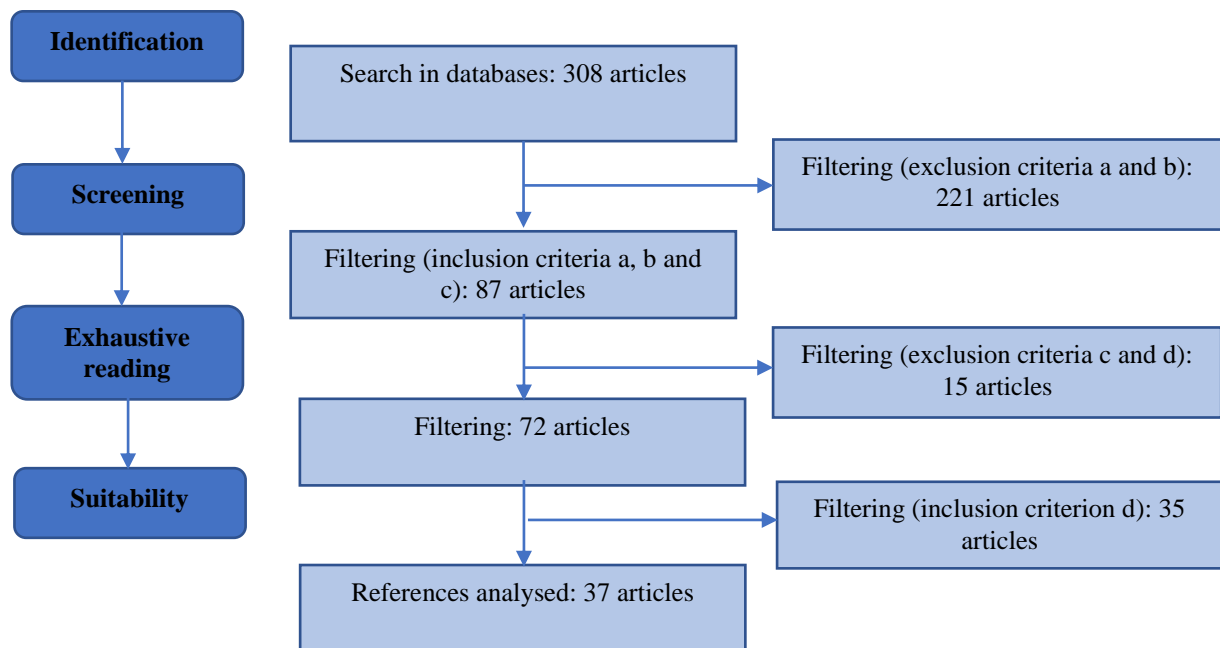 Identification
Search in databases: 308 articles
Filtering (exclusion criteria a and b):
221 articles
Screening
Filtering (inclusion criteria a, b and
c): 87 articles
Exhaustive
reading
Filtering (exclusion criteria c and d):
15 articles
Filtering: 72 articles
Suitability
Filtering (inclusion criterion d): 35
articles
References analysed: 37 articles